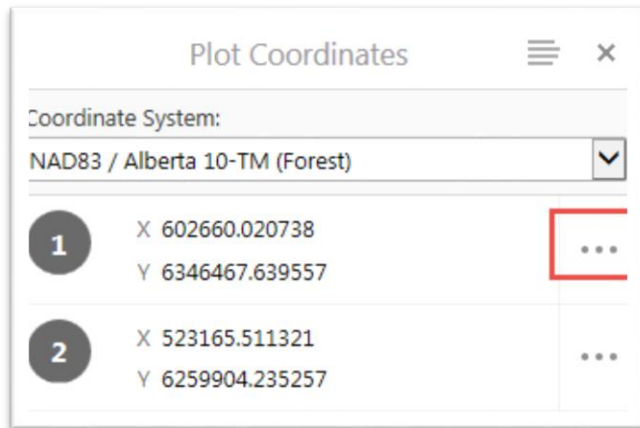 Plot Coordinates
Coordinate System:
NAD83 / Alberta 10-TM (Forest)
1
X 602660.020738
Y 6346467.639557
2
X 523165.511321
Y 6259904.235257